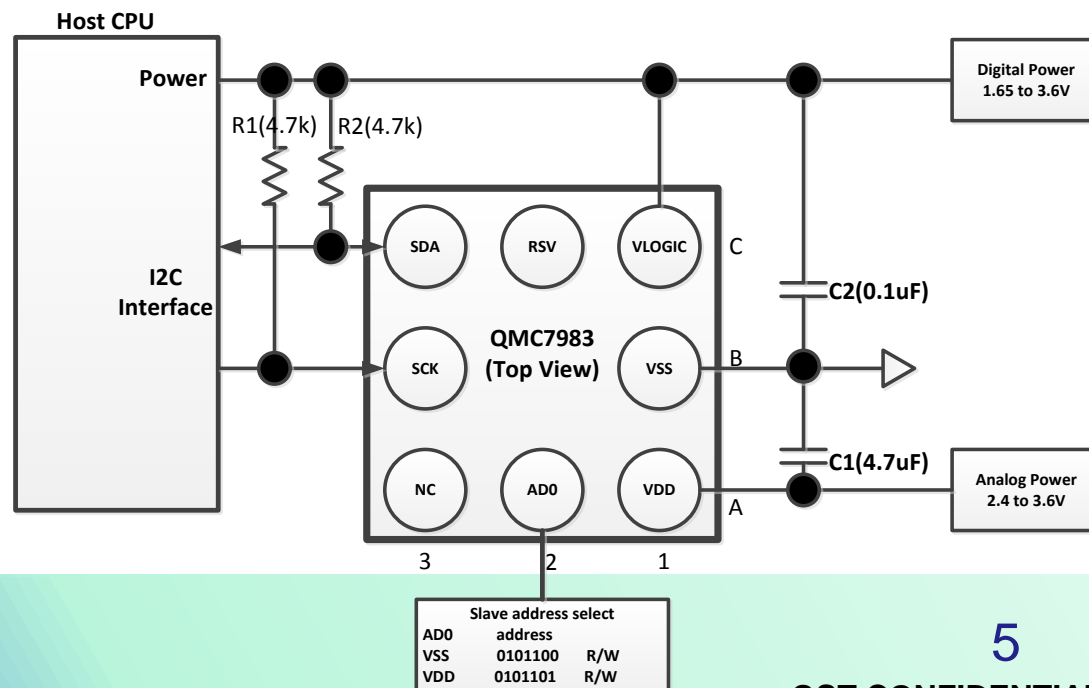 Host CPU
Power
Digital Power
1.65 to 3.6V
R1(4.7k) R2(4.7k)
SDA RSV VLOGIC C
I2C
Interface
C2(0.1uF)
QMC7983
(Top View)
SCK VSS B
C1(4.7uF)
NC AD0 VDD A
Analog Power
2.4 to 3.6V
3 2 1
Slave address select
AD0 address
VSS 0101100 R/W
VDD 0101101 R/W
5